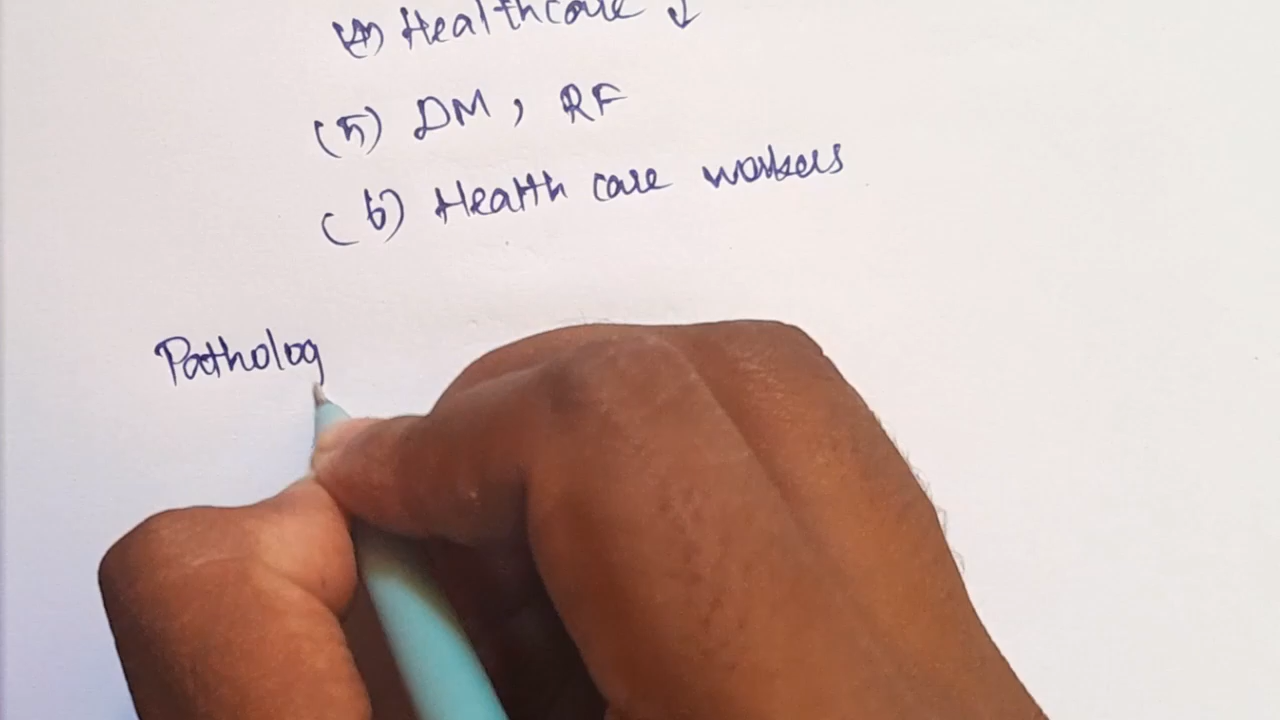 (4) Healthcare ↓
(5) DM, RF
(6) Health care workers
Patholog